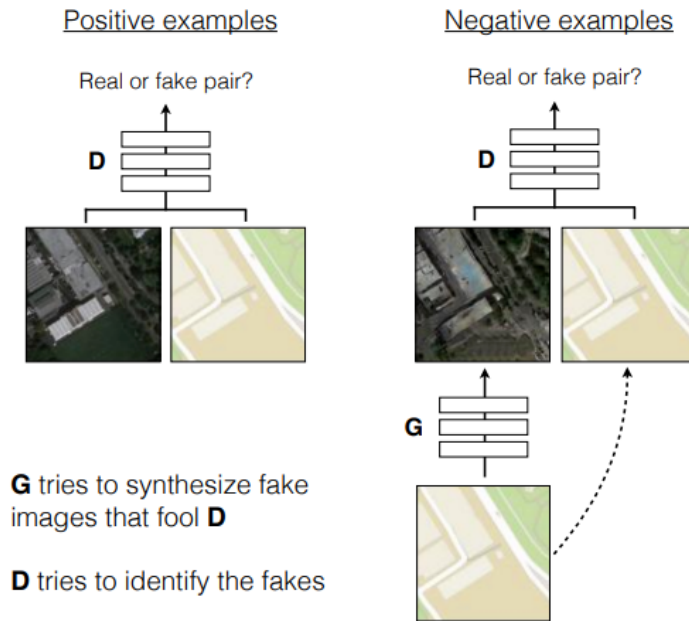 Positive examples
Real or fake pair?
D
Negative examples
Real or fake pair?
D
G
G tries to synthesize fake
images that fool D
D tries to identify the fakes